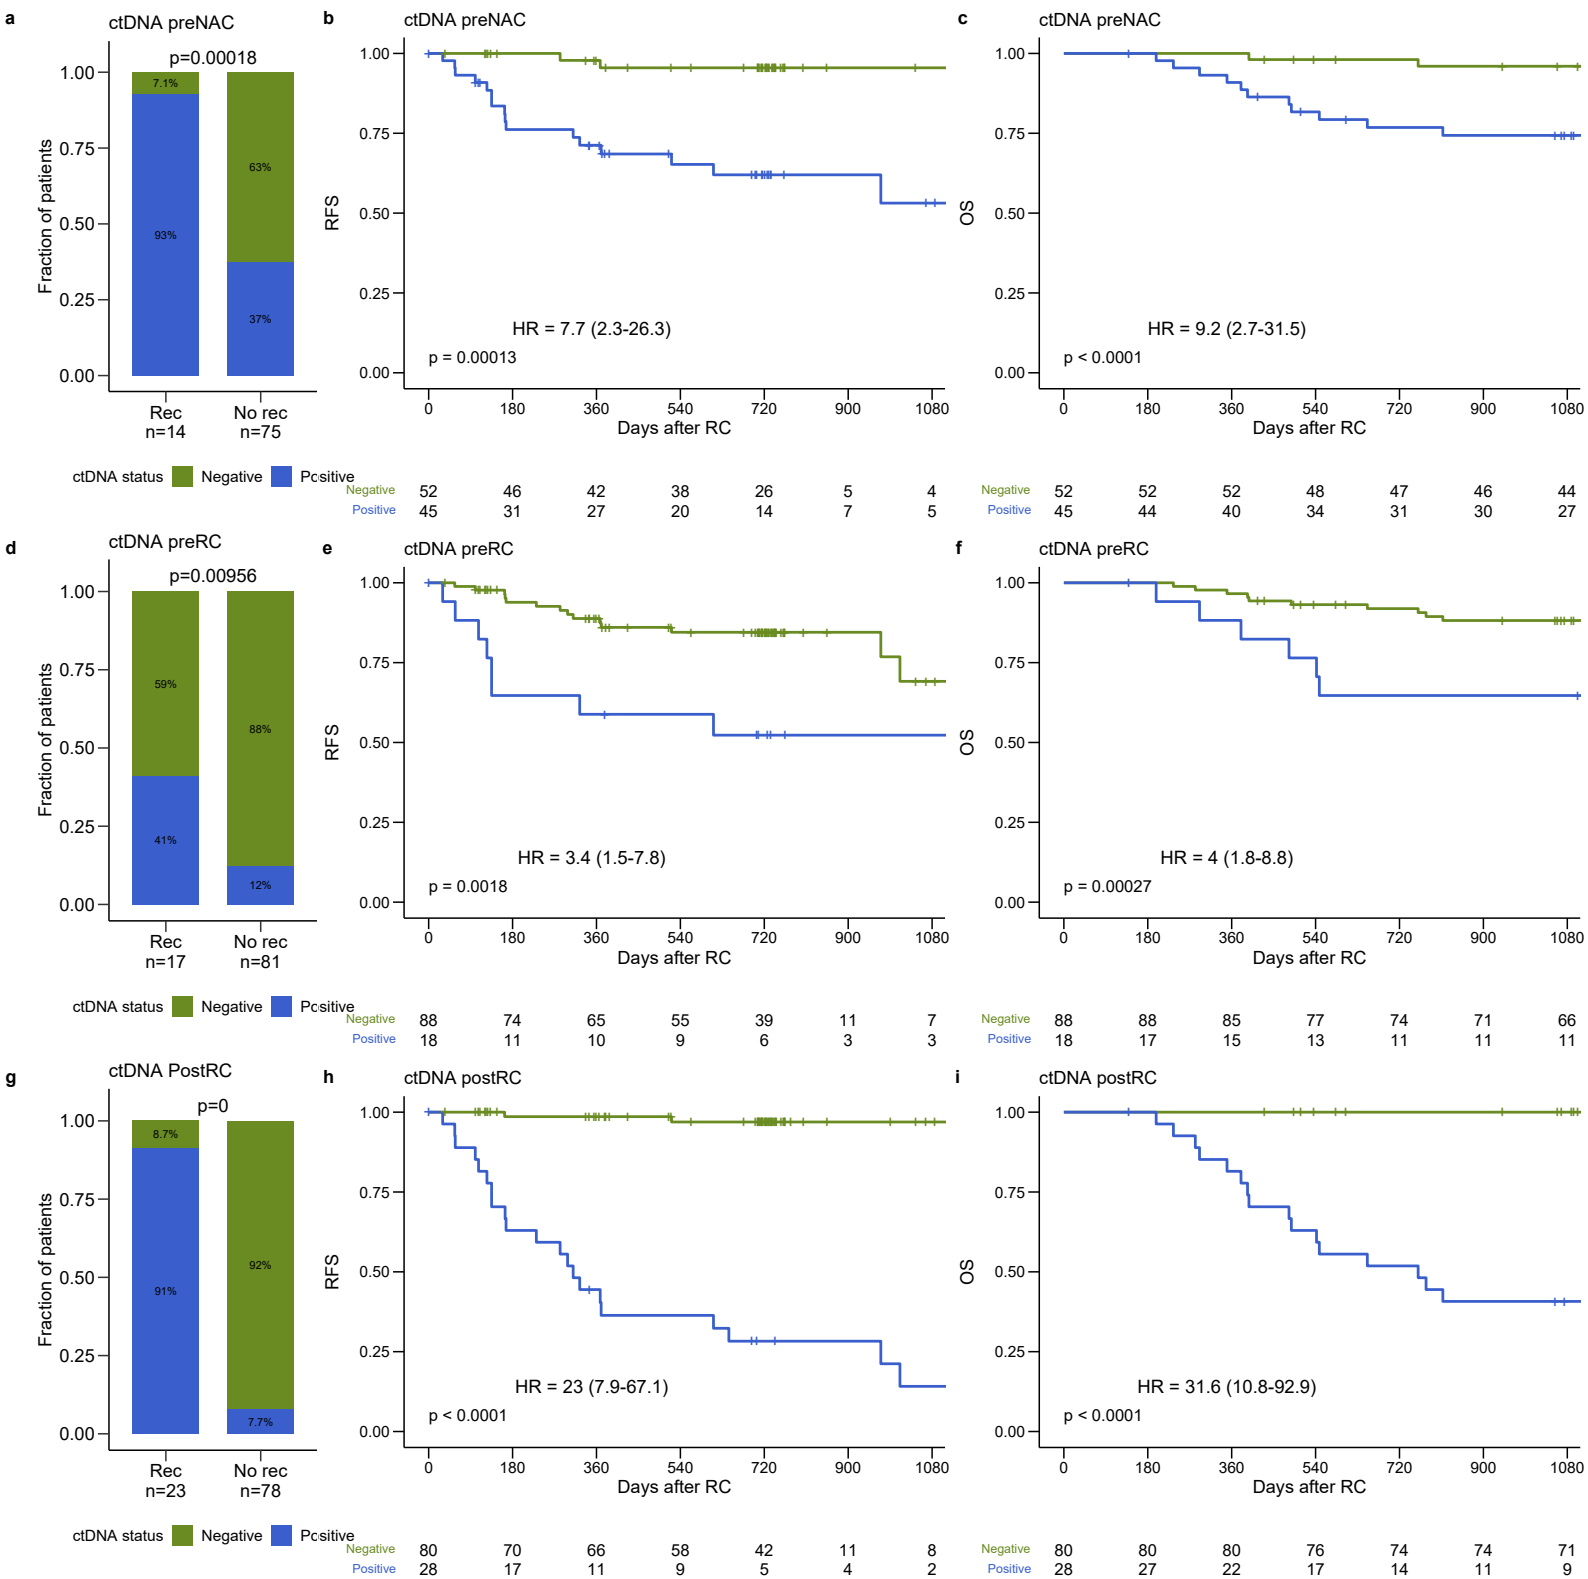 a
ctDNA preNAC
p=0.00018
Fraction of patients
1.00
0.75
0.50
0.25
0.00
7.1%
93%
63%
37%
Rec
n=14
No rec
n=75
ctDNA status Negative Positive
b
ctDNA preNAC
RFS
1.00
0.75
0.50
0.25
0.00
HR = 7.7 (2.3-26.3)
p = 0.00013
0 180 360 540 720 900 1080
Days after RC
Negative 52 46 42 38 26 5 4
Positive 45 31 27 20 14 7 5
c
ctDNA preNAC
OS
1.00
0.75
0.50
0.25
0.00
HR = 9.2 (2.7-31.5)
p < 0.0001
0 180 360 540 720 900 1080
Days after RC
Negative 52 52 52 48 47 46 44
Positive 45 44 40 34 31 30 27
d
ctDNA preRC
p=0.00956
Fraction of patients
1.00
0.75
0.50
0.25
0.00
59%
41%
88%
12%
Rec
n=17
No rec
n=81
ctDNA status Negative Positive
e
ctDNA preRC
RFS
1.00
0.75
0.50
0.25
0.00
HR = 3.4 (1.5-7.8)
p = 0.0018
0 180 360 540 720 900 1080
Days after RC
Negative 88 74 65 55 39 11 7
Positive 18 11 10 9 6 3 3
f
ctDNA preRC
OS
1.00
0.75
0.50
0.25
0.00
HR = 4 (1.8-8.8)
p = 0.00027
0 180 360 540 720 900 1080
Days after RC
Negative 88 88 85 77 74 71 66
Positive 18 17 15 13 11 11 11
g
ctDNA PostRC
p=0
Fraction of patients
1.00
0.75
0.50
0.25
0.00
8.7%
91%
92%
7.7%
Rec
n=23
No rec
n=78
ctDNA status Negative Positive
h
ctDNA postRC
RFS
1.00
0.75
0.50
0.25
0.00
HR = 23 (7.9-67.1)
p < 0.0001
0 180 360 540 720 900 1080
Days after RC
Negative 80 70 66 58 42 11 8
Positive 28 17 11 9 5 4 2
i
ctDNA postRC
OS
1.00
0.75
0.50
0.25
0.00
HR = 31.6 (10.8-92.9)
p < 0.0001
0 180 360 540 720 900 1080
Days after RC
Negative 80 80 80 76 74 74 71
Positive 28 27 22 17 14 11 9